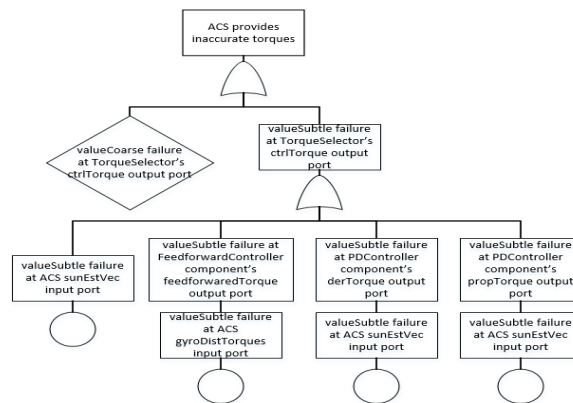 ACS provides
inaccurate torques
valueCoarse failure
at TorqueSelector's
ctrlTorque output port
valueSubtle failure
at TorqueSelector's
ctrlTorque output
port
valueSubtle failure
at ACS sunEstVec
input port
valueSubtle failure at
FeedforwardController
component's
feedforwaredTorque
output port
valueSubtle failure
at ACS
gyroDistTorques
input port
valueSubtle failure
at PDController
component's
derTorque output
port
valueSubtle failure
at ACS sunEstVec
input port
valueSubtle failure
at PDController
component's
propTorque output
port
valueSubtle failure
at ACS sunEstVec
input port